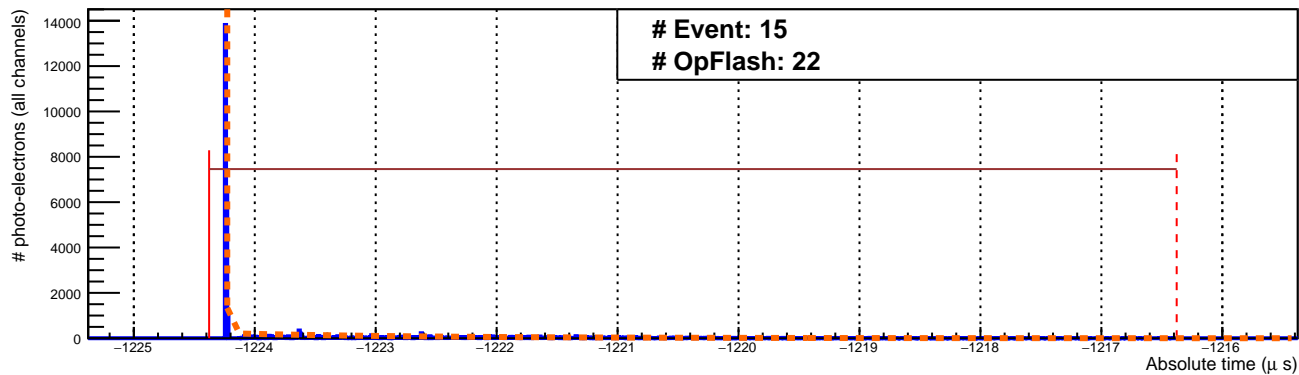 # Event: 15
# OpFlash: 22
# photo-electrons (all channels)
14000
12000
10000
8000
6000
4000
2000
0
−1225 −1224 −1223 −1222 −1221 −1220 −1219 −1218 −1217 −1216
Absolute time (μ s)